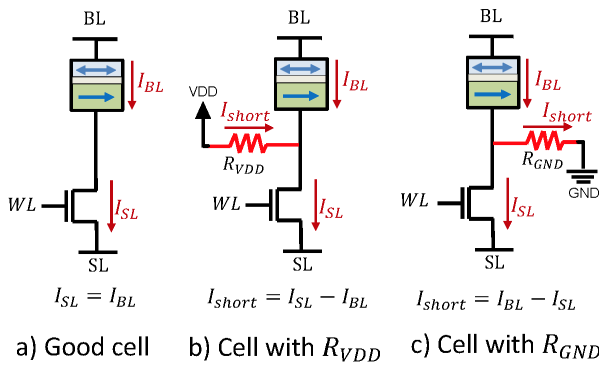 BL
I_BL
WL
I_SL
SL
I_SL = I_BL
a) Good cell
BL
I_BL
VDD
I_short
R_VDD
WL
I_SL
SL
I_short = I_SL − I_BL
b) Cell with R_VDD
BL
I_BL
I_short
R_GND
GND
WL
I_SL
SL
I_short = I_BL − I_SL
c) Cell with R_GND